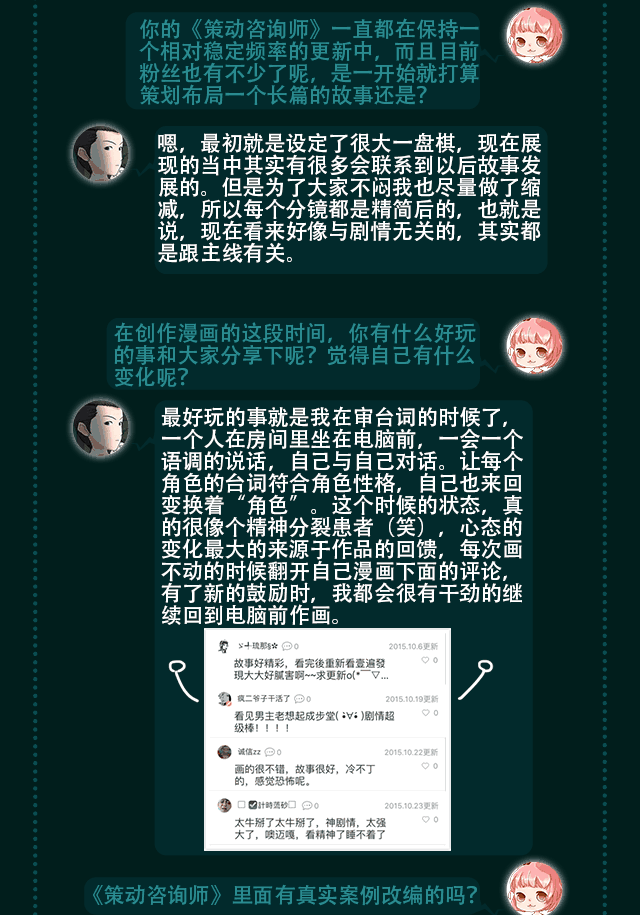 你的《策动咨询师》一直都在保持一
个相对稳定频率的更新中，而且目前
粉丝也有不少了呢，是一开始就打算
策划布局一个长篇的故事还是？
嗯，最初就是设定了很大一盘棋，现在展
现的当中其实有很多会联系到以后故事发
展的。但是为了大家不闷我也尽量做了缩
减，所以每个分镜都是精简后的，也就是
说，现在看来好像与剧情无关的，其实都
是跟主线有关。
在创作漫画的这段时间，你有什么好玩
的事和大家分享下呢？觉得自己有什么
变化呢？
最好玩的事就是我在审台词的时候了，
一个人在房间里坐在电脑前，一会一个
语调的说话，自己与自己对话。让每个
角色的台词符合角色性格，自己也来回
变换着“角色”。这个时候的状态，真
的很像个精神分裂患者（笑），心态的
变化最大的来源于作品的回馈，每次画
不动的时候翻开自己漫画下面的评论，
有了新的鼓励时，我都会很有干劲的继
续回到电脑前作画。
琉那§☆ 0 2015.10.6更新
故事好精彩，看完後重新看壹遍發 0
現大大好膩害啊~~求更新o(*￣▽...
疯二爷子干活了 0 2015.10.19更新
看见男主老想起成步堂( •̀∀•́ )剧情超 0
级棒！！！！
诚信zz 0 2015.10.22更新
画的很不错，故事很好，冷不丁 0
的，感觉恐怖呢。
計時蓅砂 0 2015.10.23更新
太牛掰了太牛掰了，神剧情，太强 0
大了，噢迈嘎，看精神了睡不着了
《策动咨询师》里面有真实案例改编的吗？